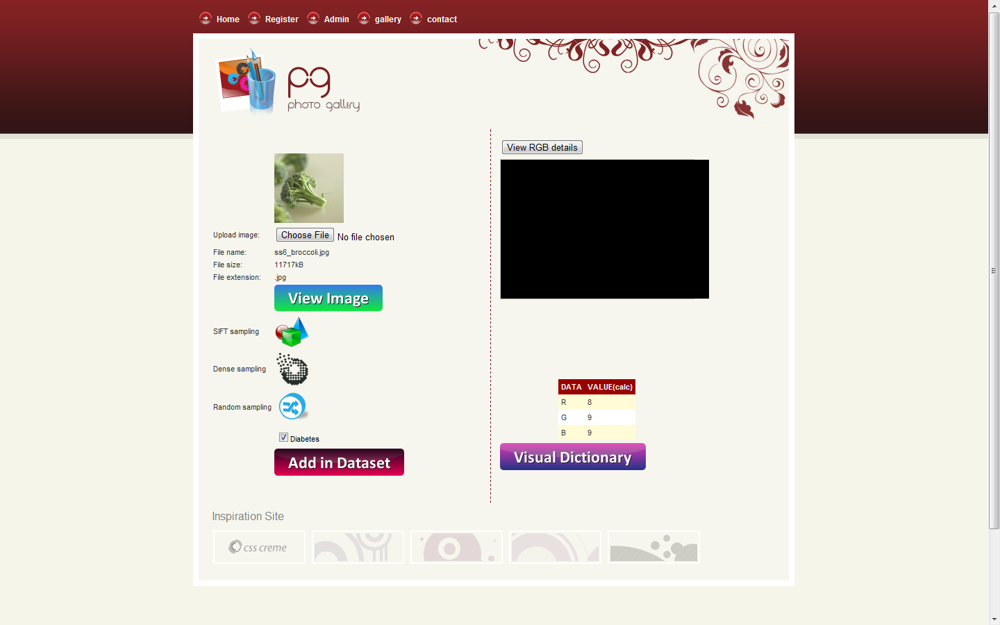 Home Register Admin gallery contact
pg
photo gallery
Upload image: Choose File No file chosen
File name: ss6_broccoli.jpg
File size: 11717kB
File extension: .jpg
View Image
SIFT sampling
Dense sampling
Random sampling
Diabetes
Add in Dataset
View RGB details
DATA VALUE(calc)
R 8
G 9
B 9
Visual Dictionary
Inspiration Site
css creme